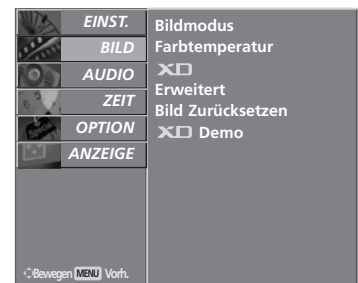 EINST.
BILD
AUDIO
ZEIT
OPTION
ANZEIGE
Bewegen MENU Vorh.
Bildmodus
Farbtemperatur
XD
Erweitert
Bild Zurücksetzen
XD Demo